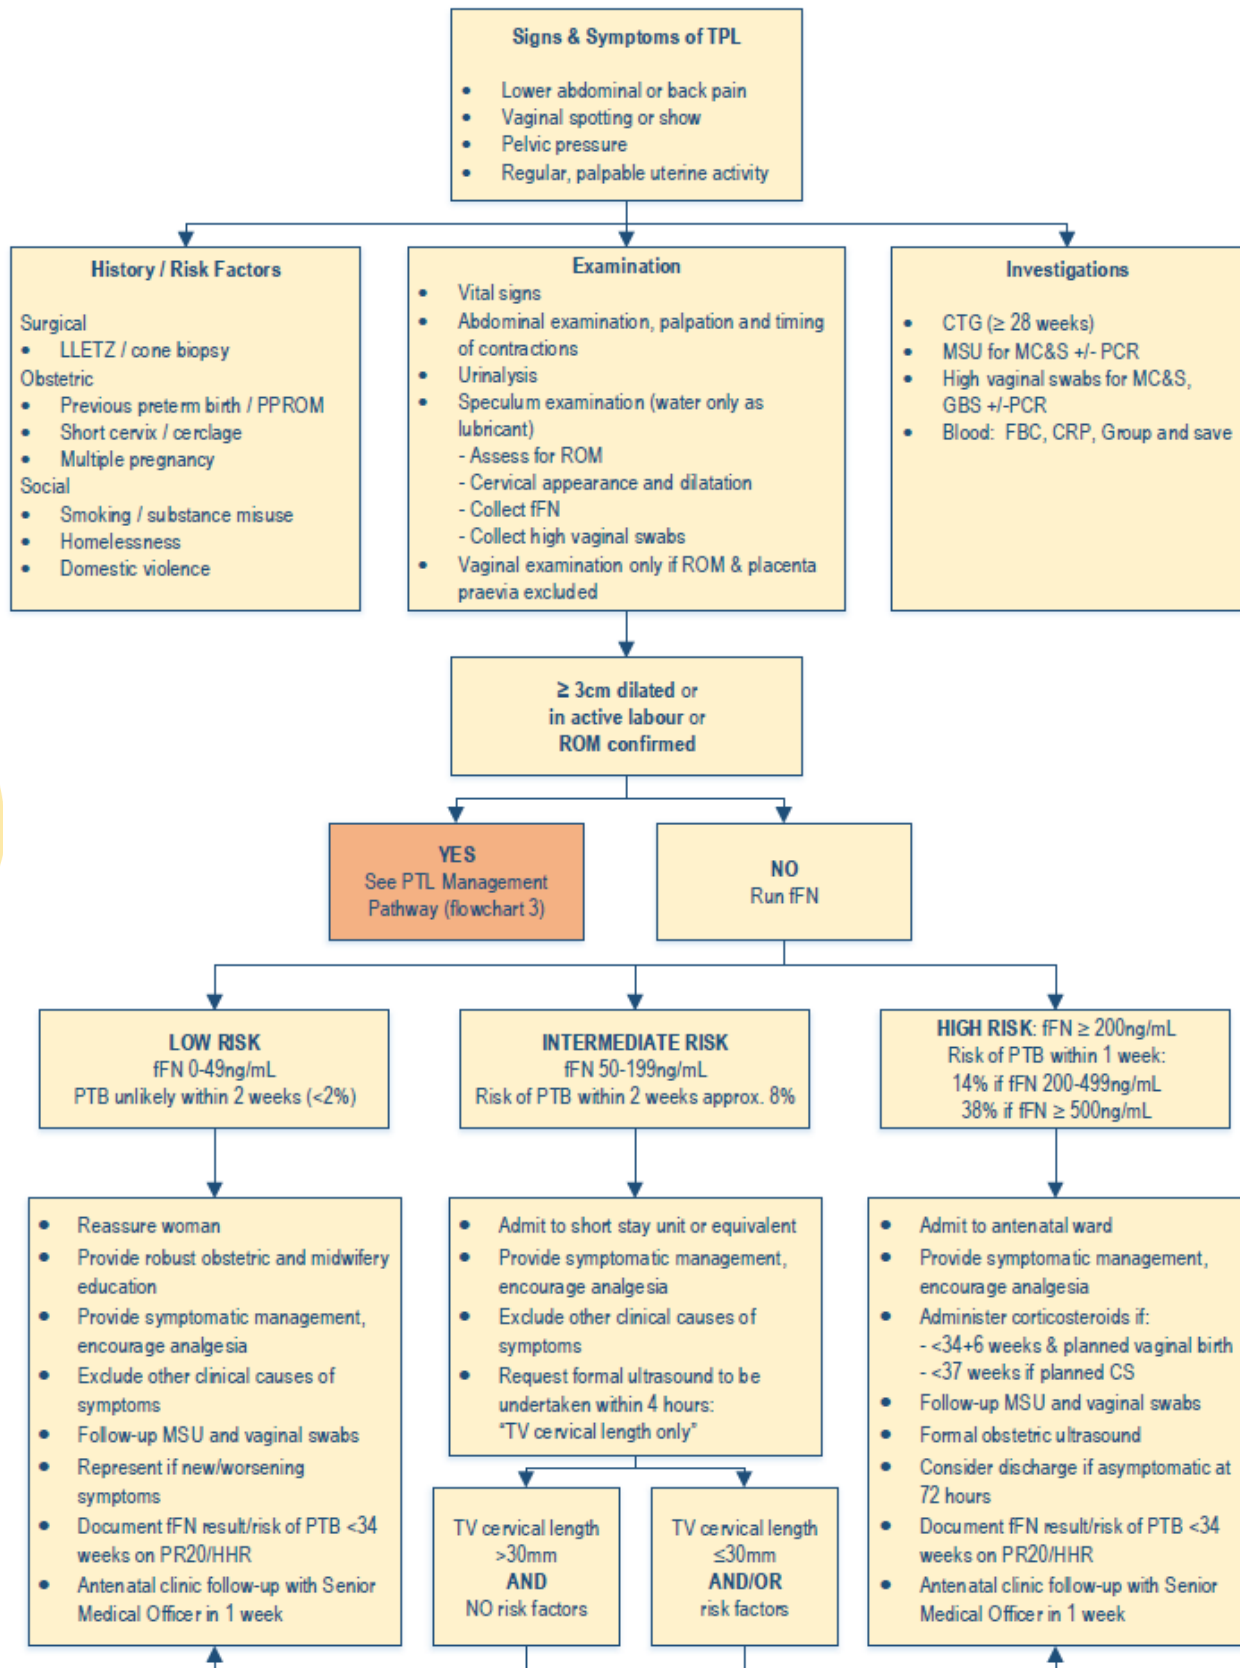 Signs & Symptoms of TPL
• Lower abdominal or back pain
• Vaginal spotting or show
• Pelvic pressure
• Regular, palpable uterine activity
History / Risk Factors
Surgical
• LLETZ / cone biopsy
Obstetric
• Previous preterm birth / PPROM
• Short cervix / cerclage
• Multiple pregnancy
Social
• Smoking / substance misuse
• Homelessness
• Domestic violence
Examination
• Vital signs
• Abdominal examination, palpation and timing
of contractions
• Urinalysis
• Speculum examination (water only as
lubricant)
- Assess for ROM
- Cervical appearance and dilatation
- Collect fFN
- Collect high vaginal swabs
• Vaginal examination only if ROM & placenta
praevia excluded
Investigations
• CTG (≥ 28 weeks)
• MSU for MC&S +/- PCR
• High vaginal swabs for MC&S,
GBS +/-PCR
• Blood: FBC, CRP, Group and save
≥ 3cm dilated or
in active labour or
ROM confirmed
YES
See PTL Management
Pathway (flowchart 3)
NO
Run fFN
LOW RISK
fFN 0-49ng/mL
PTB unlikely within 2 weeks (<2%)
INTERMEDIATE RISK
fFN 50-199ng/mL
Risk of PTB within 2 weeks approx. 8%
HIGH RISK: fFN ≥ 200ng/mL
Risk of PTB within 1 week:
14% if fFN 200-499ng/mL
38% if fFN ≥ 500ng/mL
• Reassure woman
• Provide robust obstetric and midwifery
education
• Provide symptomatic management,
encourage analgesia
• Exclude other clinical causes of
symptoms
• Follow-up MSU and vaginal swabs
• Represent if new/worsening
symptoms
• Document fFN result/risk of PTB <34
weeks on PR20/HHR
• Antenatal clinic follow-up with Senior
Medical Officer in 1 week
• Admit to short stay unit or equivalent
• Provide symptomatic management,
encourage analgesia
• Exclude other clinical causes of
symptoms
• Request formal ultrasound to be
undertaken within 4 hours:
“TV cervical length only”
TV cervical length
>30mm
AND
NO risk factors
TV cervical length
≤30mm
AND/OR
risk factors
• Admit to antenatal ward
• Provide symptomatic management,
encourage analgesia
• Administer corticosteroids if:
- <34+6 weeks & planned vaginal birth
- <37 weeks if planned CS
• Follow-up MSU and vaginal swabs
• Formal obstetric ultrasound
• Consider discharge if asymptomatic at
72 hours
• Document fFN result/risk of PTB <34
weeks on PR20/HHR
• Antenatal clinic follow-up with Senior
Medical Officer in 1 week